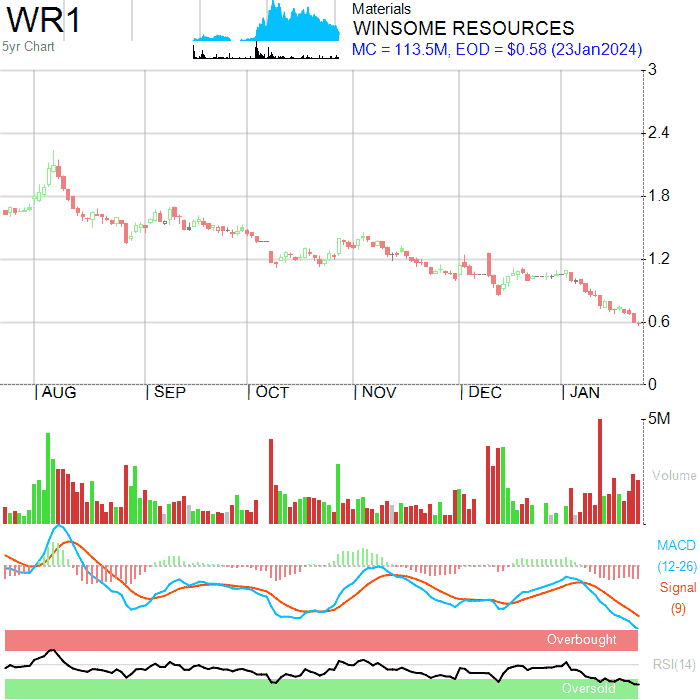 WR1
5yr Chart
Materials
WINSOME RESOURCES
MC = 113.5M, EOD = $0.58 (23Jan2024)
3
2.4
1.8
1.2
0.6
0
AUG
SEP
OCT
NOV
DEC
JAN
5M
Volume
MACD
(12-26)
Signal
(9)
Overbought
RSI(14)
Oversold